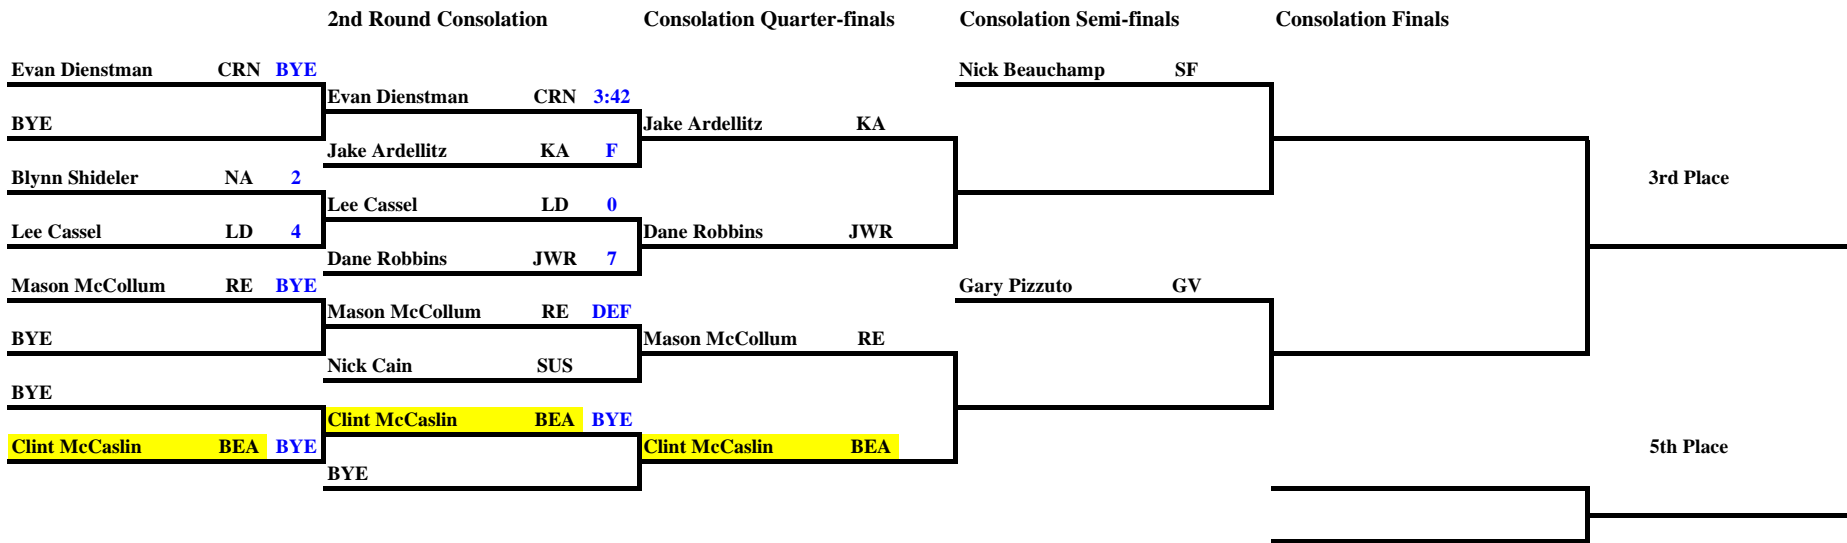 2nd Round Consolation Consolation Quarter-finals Consolation Semi-finals Consolation Finals
Evan Dienstman CRN BYE Nick Beauchamp SF
Evan Dienstman CRN 3:42
BYE Jake Ardellitz KA
Jake Ardellitz KA F
Blynn Shideler NA 2 3rd Place
Lee Cassel LD 0
Lee Cassel LD 4 Dane Robbins JWR
Dane Robbins JWR 7
Mason McCollum RE BYE Gary Pizzuto GV
Mason McCollum RE DEF
BYE Mason McCollum RE
Nick Cain SUS
BYE
Clint McCaslin BEA BYE
Clint McCaslin BEA BYE Clint McCaslin BEA 5th Place
BYE